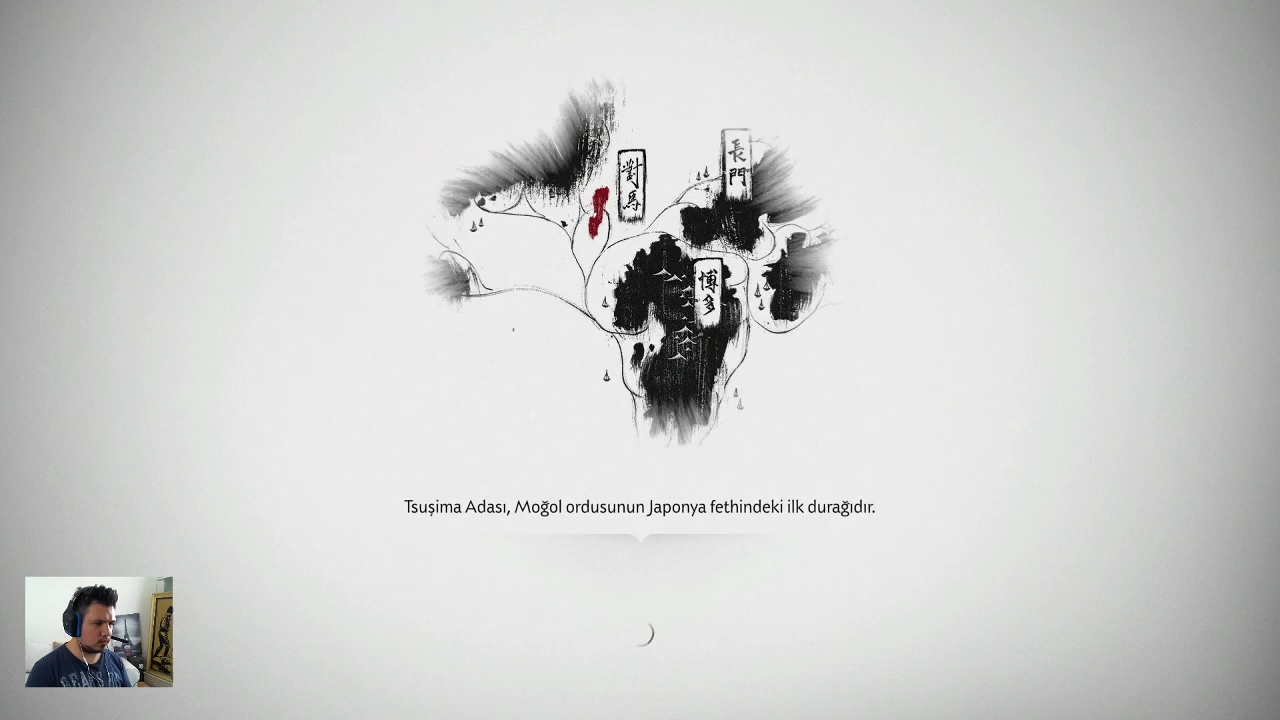 對馬
長門
博多
Tsuşima Adası, Moğol ordusunun Japonya fethindeki ilk durağıdır.